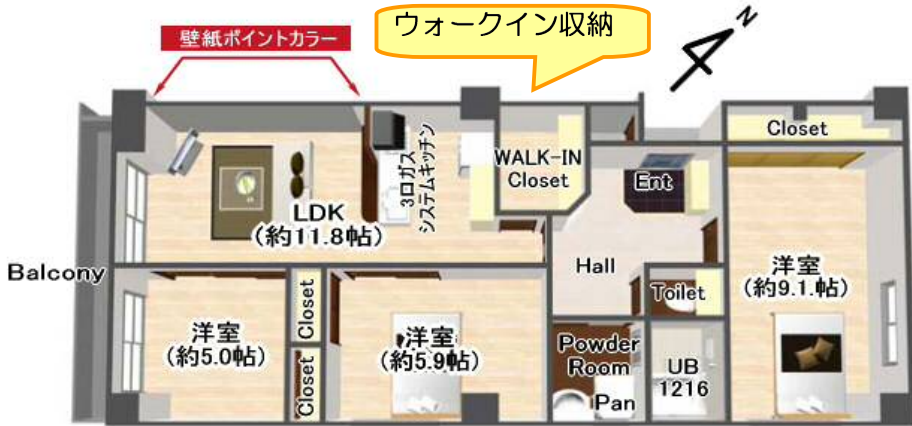 壁紙ポイントカラー
ウォークイン収納
N
Closet
WALK-IN
Closet
3口ガス
システムキッチン
Ent
LDK
(約11.8帖)
Balcony
Hall
洋室
(約9.1.帖)
Toilet
Closet
洋室
(約5.0帖)
洋室
(約5.9帖)
Closet
Powder
Room
Pan
UB
1216